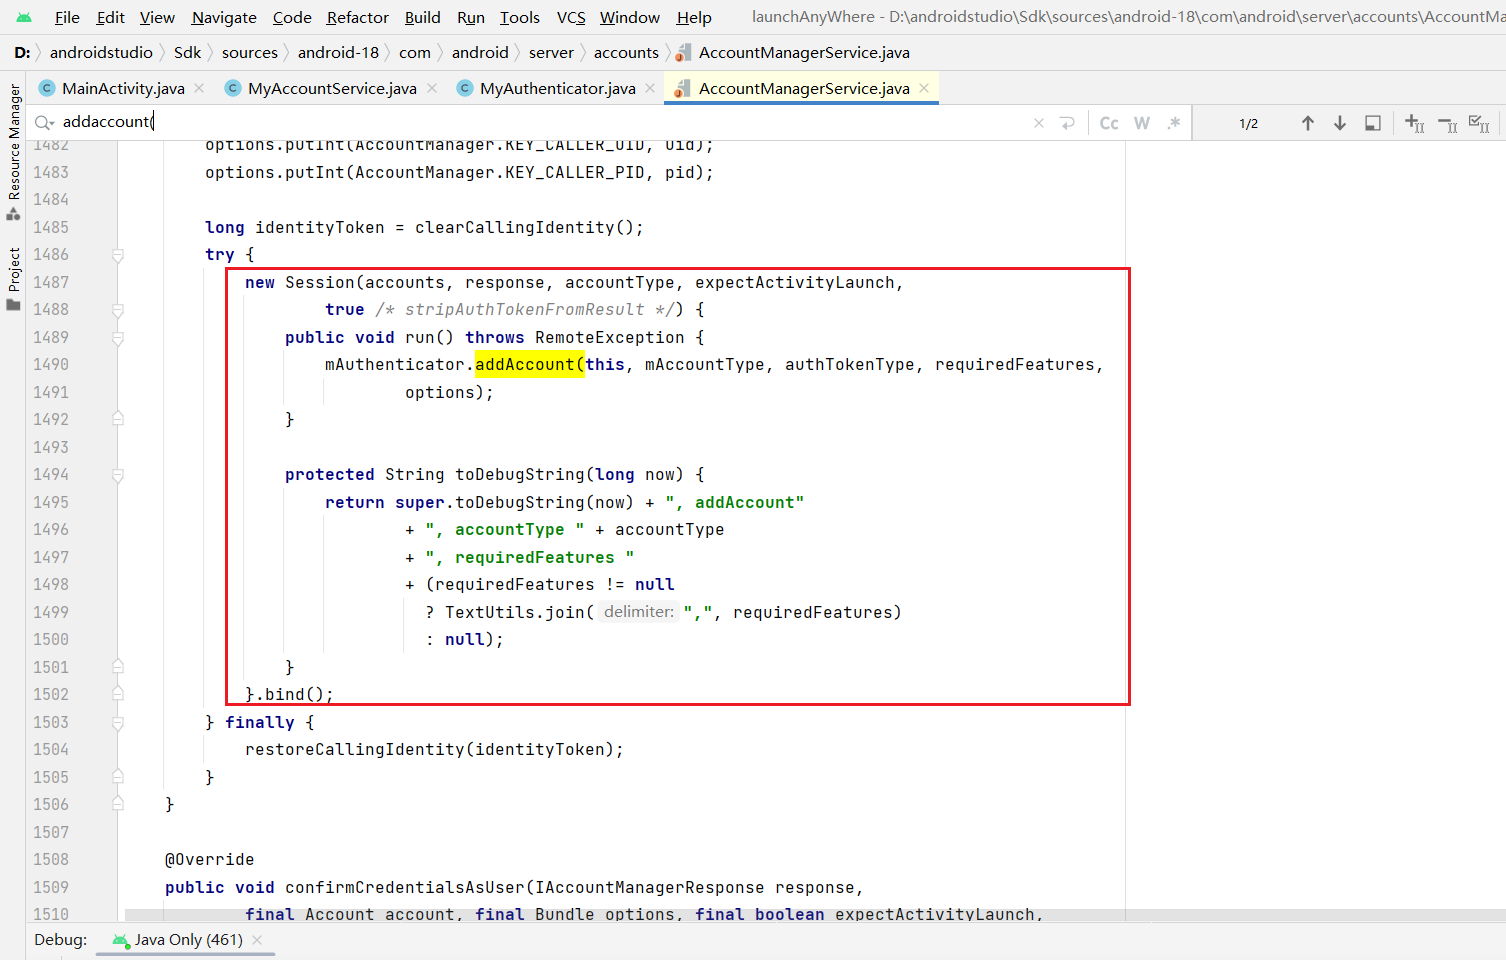 File Edit View Navigate Code Refactor Build Run Tools VCS Window Help launchAnyWhere - D:\androidstudio\Sdk\sources\android-18\com\android\server\accounts\AccountMa
D: androidstudio Sdk sources android-18 com android server accounts AccountManagerService.java
MainActivity.java MyAccountService.java MyAuthenticator.java AccountManagerService.java
addaccount( Cc W .* 1/2
Resource Manager
Project
1482 options.putInt(AccountManager.KEY_CALLER_UID, uid);
1483 options.putInt(AccountManager.KEY_CALLER_PID, pid);
1484
1485 long identityToken = clearCallingIdentity();
1486 try {
1487 new Session(accounts, response, accountType, expectActivityLaunch,
1488 true /* stripAuthTokenFromResult */) {
1489 public void run() throws RemoteException {
1490 mAuthenticator.addAccount(this, mAccountType, authTokenType, requiredFeatures,
1491 options);
1492 }
1493
1494 protected String toDebugString(long now) {
1495 return super.toDebugString(now) + ", addAccount"
1496 + ", accountType " + accountType
1497 + ", requiredFeatures "
1498 + (requiredFeatures != null
1499 ? TextUtils.join( delimiter: ",", requiredFeatures)
1500 : null);
1501 }
1502 }.bind();
1503 } finally {
1504 restoreCallingIdentity(identityToken);
1505 }
1506 }
1507
1508 @Override
1509 public void confirmCredentialsAsUser(IAccountManagerResponse response,
1510 final Account account, final Bundle options, final boolean expectActivityLaunch,
Debug: Java Only (461)